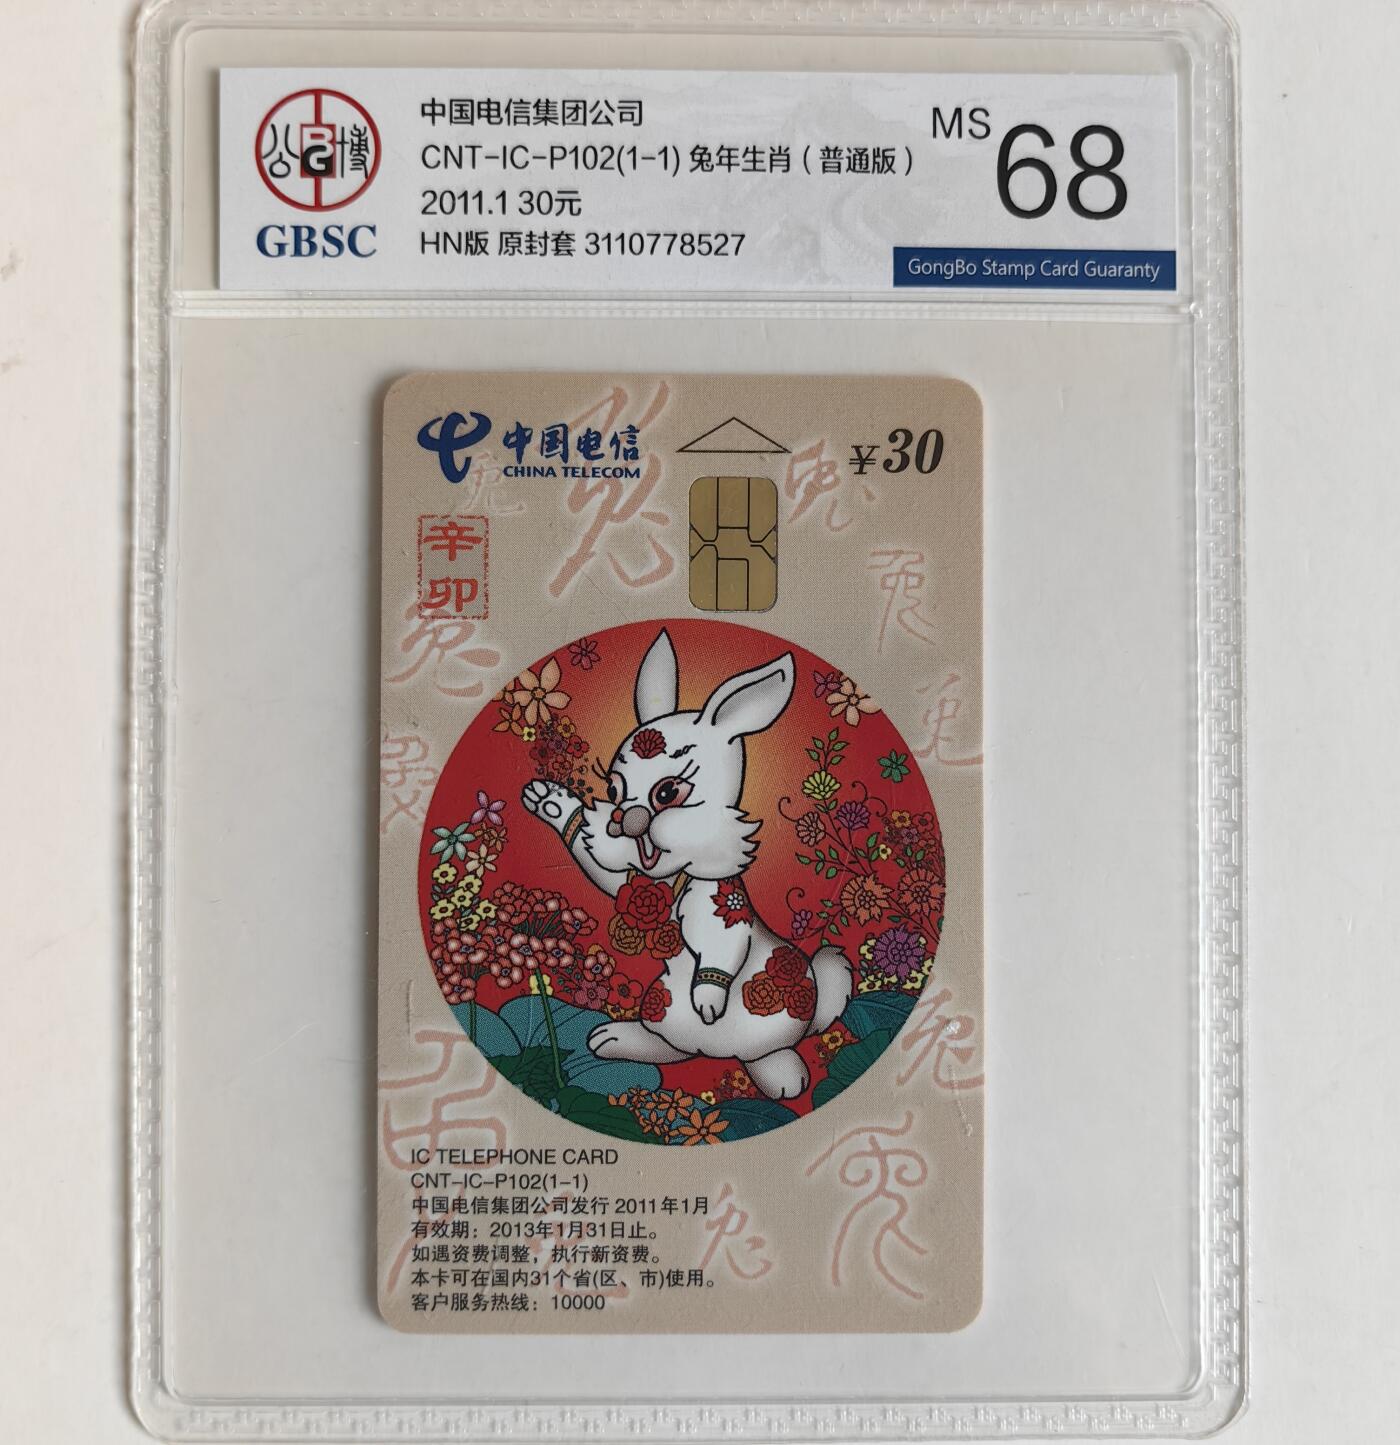 中国电信集团公司
CNT-IC-P102(1-1) 兔年生肖(普通版)
2011.1 30元
HN版 原封套 3110778527
MS 68
公博
GBSC
GongBo Stamp Card Guaranty
中国电信
CHINA TELECOM
¥30
辛卯
IC TELEPHONE CARD
CNT-IC-P102(1-1)
中国电信集团公司发行 2011年1月
有效期：2013年1月31日止。
如遇资费调整，执行新资费。
本卡可在国内31个省(区、市)使用。
客户服务热线：10000